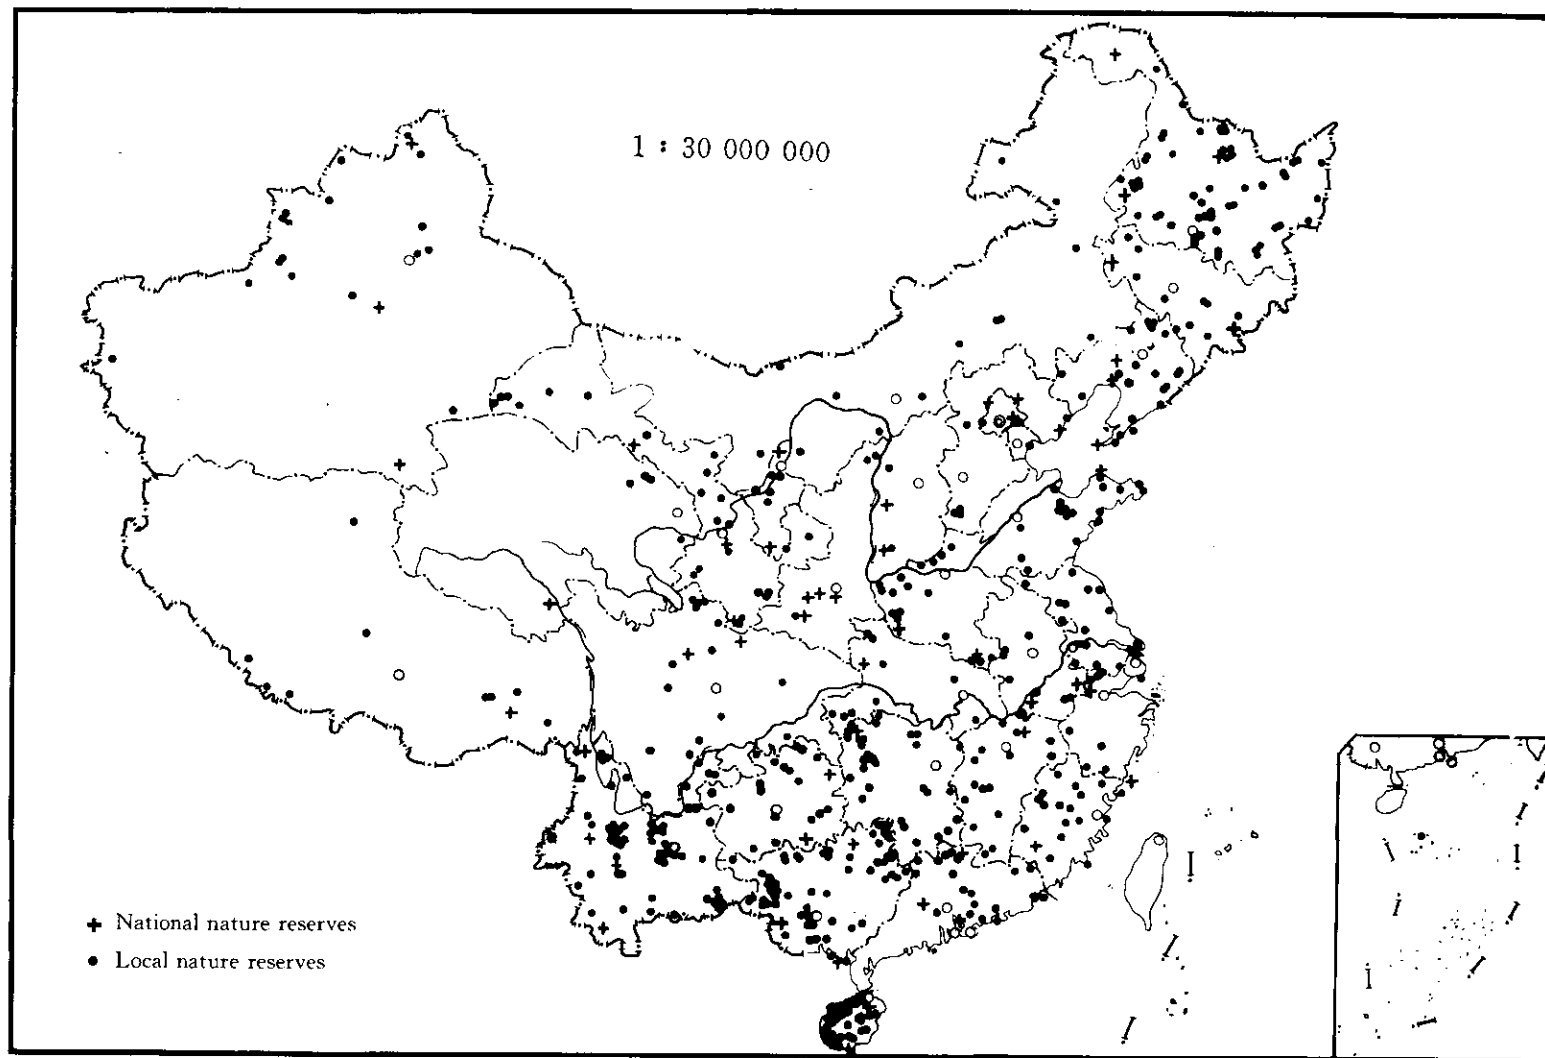 1 : 30 000 000
+ National nature reserves
● Local nature reserves